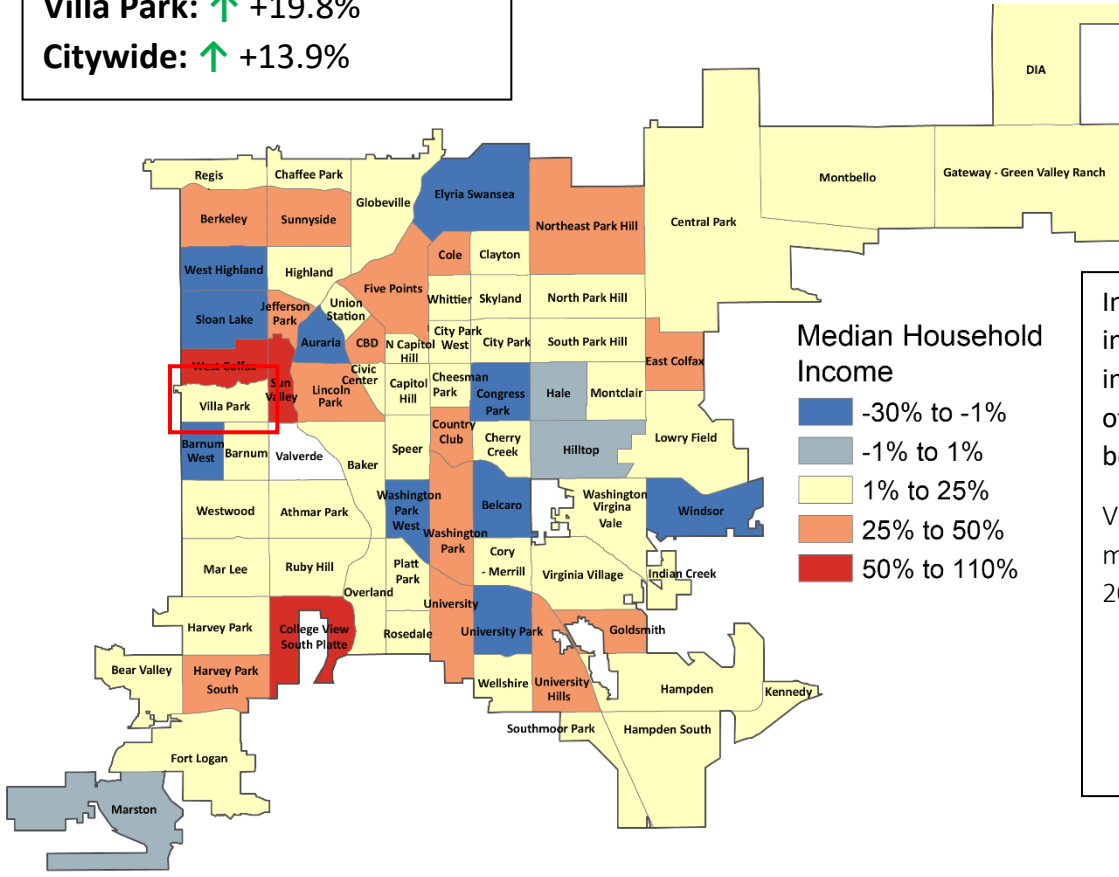 Villa Park: ↑ +19.8%
Citywide: ↑ +13.9%
DIA
Regis
Chaffee Park
Globeville
Elyria Swansea
Montbello
Gateway - Green Valley Ranch
Berkeley
Sunnyside
Northeast Park Hill
Central Park
Cole
Clayton
West Highland
Highland
Five Points
Whittier
Skyland
North Park Hill
Union
Station
Jefferson
Park
Sloan Lake
Auraria
CBD
N Capitol
Hill
City Park
West
City Park
South Park Hill
East Colfax
West Colfax
Sun
Valley
Lincoln
Park
Civic
Center
Capitol
Hill
Cheesman
Park
Congress
Park
Hale
Montclair
Villa Park
Country
Club
Cherry
Creek
Hilltop
Lowry Field
Barnum
West
Barnum
Valverde
Baker
Speer
Westwood
Athmar Park
Washington
Park
West
Washington
Park
Belcaro
Washington
Virgina
Vale
Windsor
Mar Lee
Ruby Hill
Overland
Platt
Park
Cory
- Merrill
Virginia Village
Indian Creek
University
Harvey Park
College View
South Platte
Rosedale
University Park
Goldsmith
Bear Valley
Harvey Park
South
Wellshire
University
Hills
Hampden
Kennedy
Southmoor Park
Hampden South
Fort Logan
Marston
Median Household
Income
-30% to -1%
-1% to 1%
1% to 25%
25% to 50%
50% to 110%